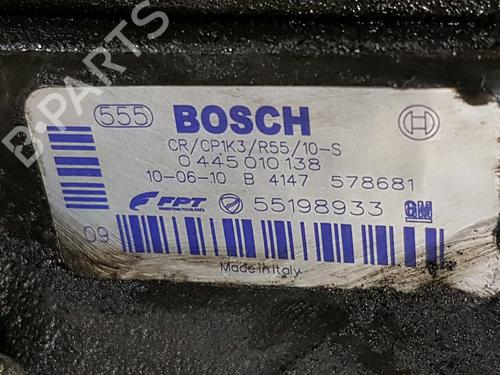 555 BOSCH
CR/CP1K3/R55/10-S
0 445 010 138
10-06-10 B 4147 578681
FPT 55198933 GM
09
Made in Italy
B-PARTS